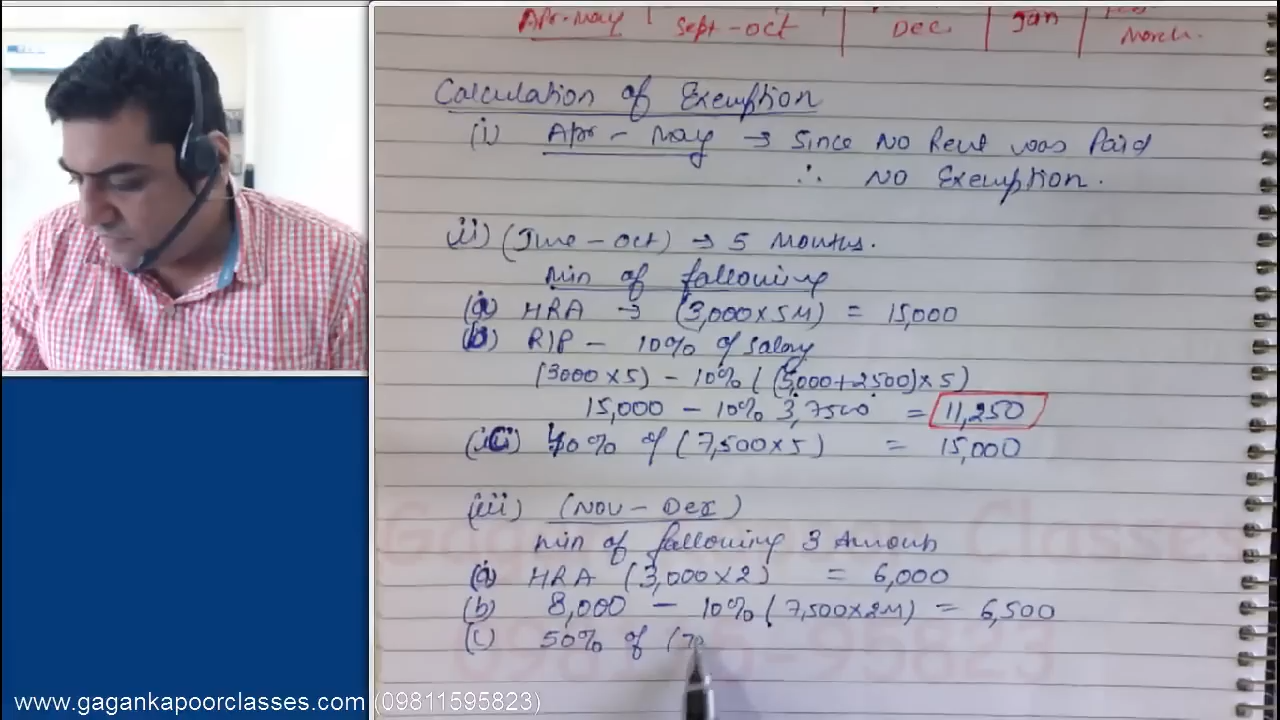 Apr-May Sept-Oct Dec. Jan March.
Calculation of Exemption
(i) Apr - May → Since No Rent was Paid
∴ No Exemption.
ii) (June - Oct) → 5 Months.
Min of following
(a) HRA → (3,000 x 5M) = 15,000
(b) RIP - 10% of salary
(3000 x 5) - 10% ((5,000+2500) x 5)
15,000 - 10% 3,7500 = 11,250
(c) 40% of (7,500 x 5) = 15,000
(iii) (Nov - Dec)
Min of following 3 Amount
(a) HRA (3,000 x 2) = 6,000
(b) 8,000 - 10% (7,500 x 2M) = 6,500
(c) 50% of (7
www.gagankapoorclasses.com (09811595823)